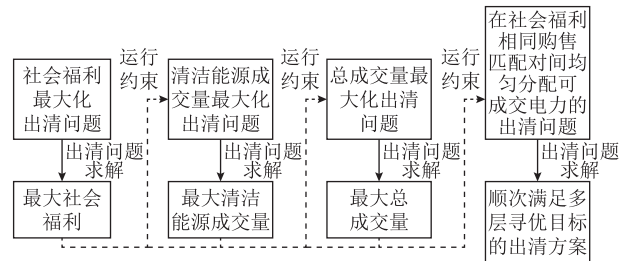 社会福利
最大化
出清问题
运行
约束
清洁能源成
交量最大化
出清问题
运行
约束
总成交量最
大化出清
问题
运行
约束
在社会福利
相同购售
匹配对间均
匀分配可
成交电力的
出清问题
出清问题
求解
出清问题
求解
出清问题
求解
出清问题
求解
最大社会
福利
最大清洁
能源成交量
最大总
成交量
顺次满足多
层寻优目标
的出清方案